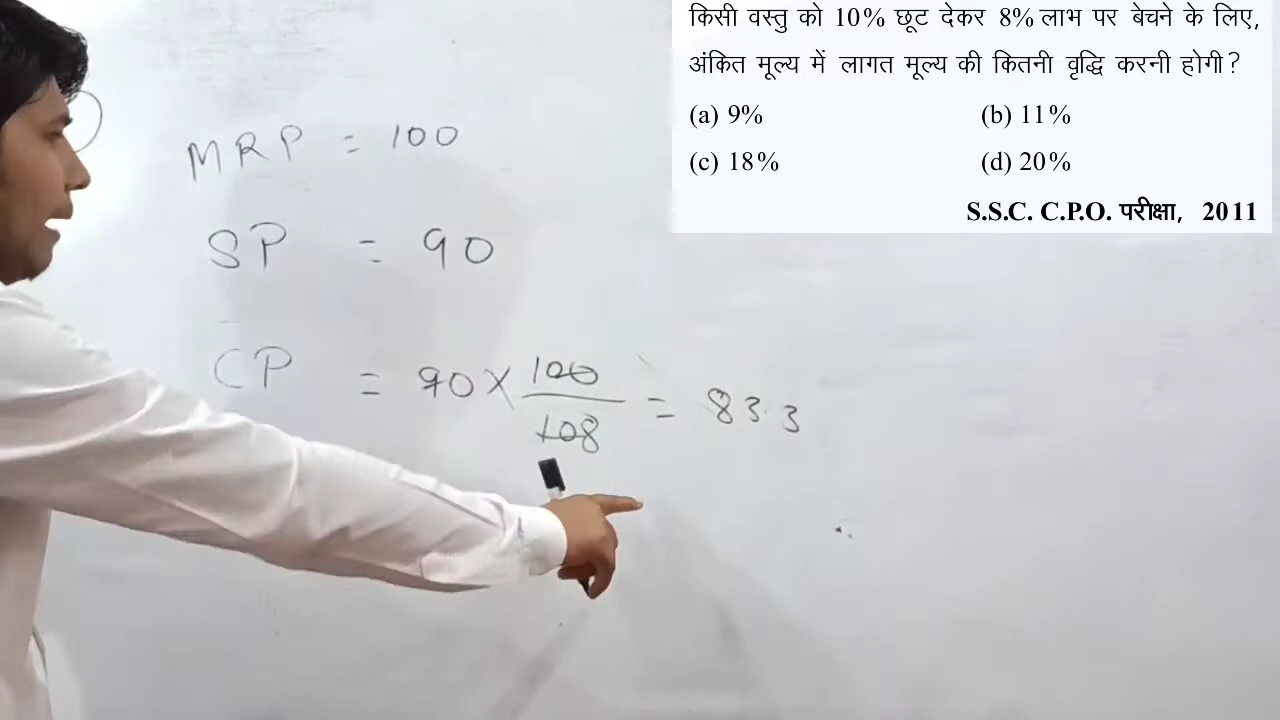 किसी वस्तु को 10% छूट देकर 8% लाभ पर बेचने के लिए,
अंकित मूल्य में लागत मूल्य की कितनी वृद्धि करनी होगी?
(a) 9% (b) 11%
(c) 18% (d) 20%
S.S.C. C.P.O. परीक्षा, 2011
MRP = 100
SP = 90
CP = 90 × 100/108 = 83.3